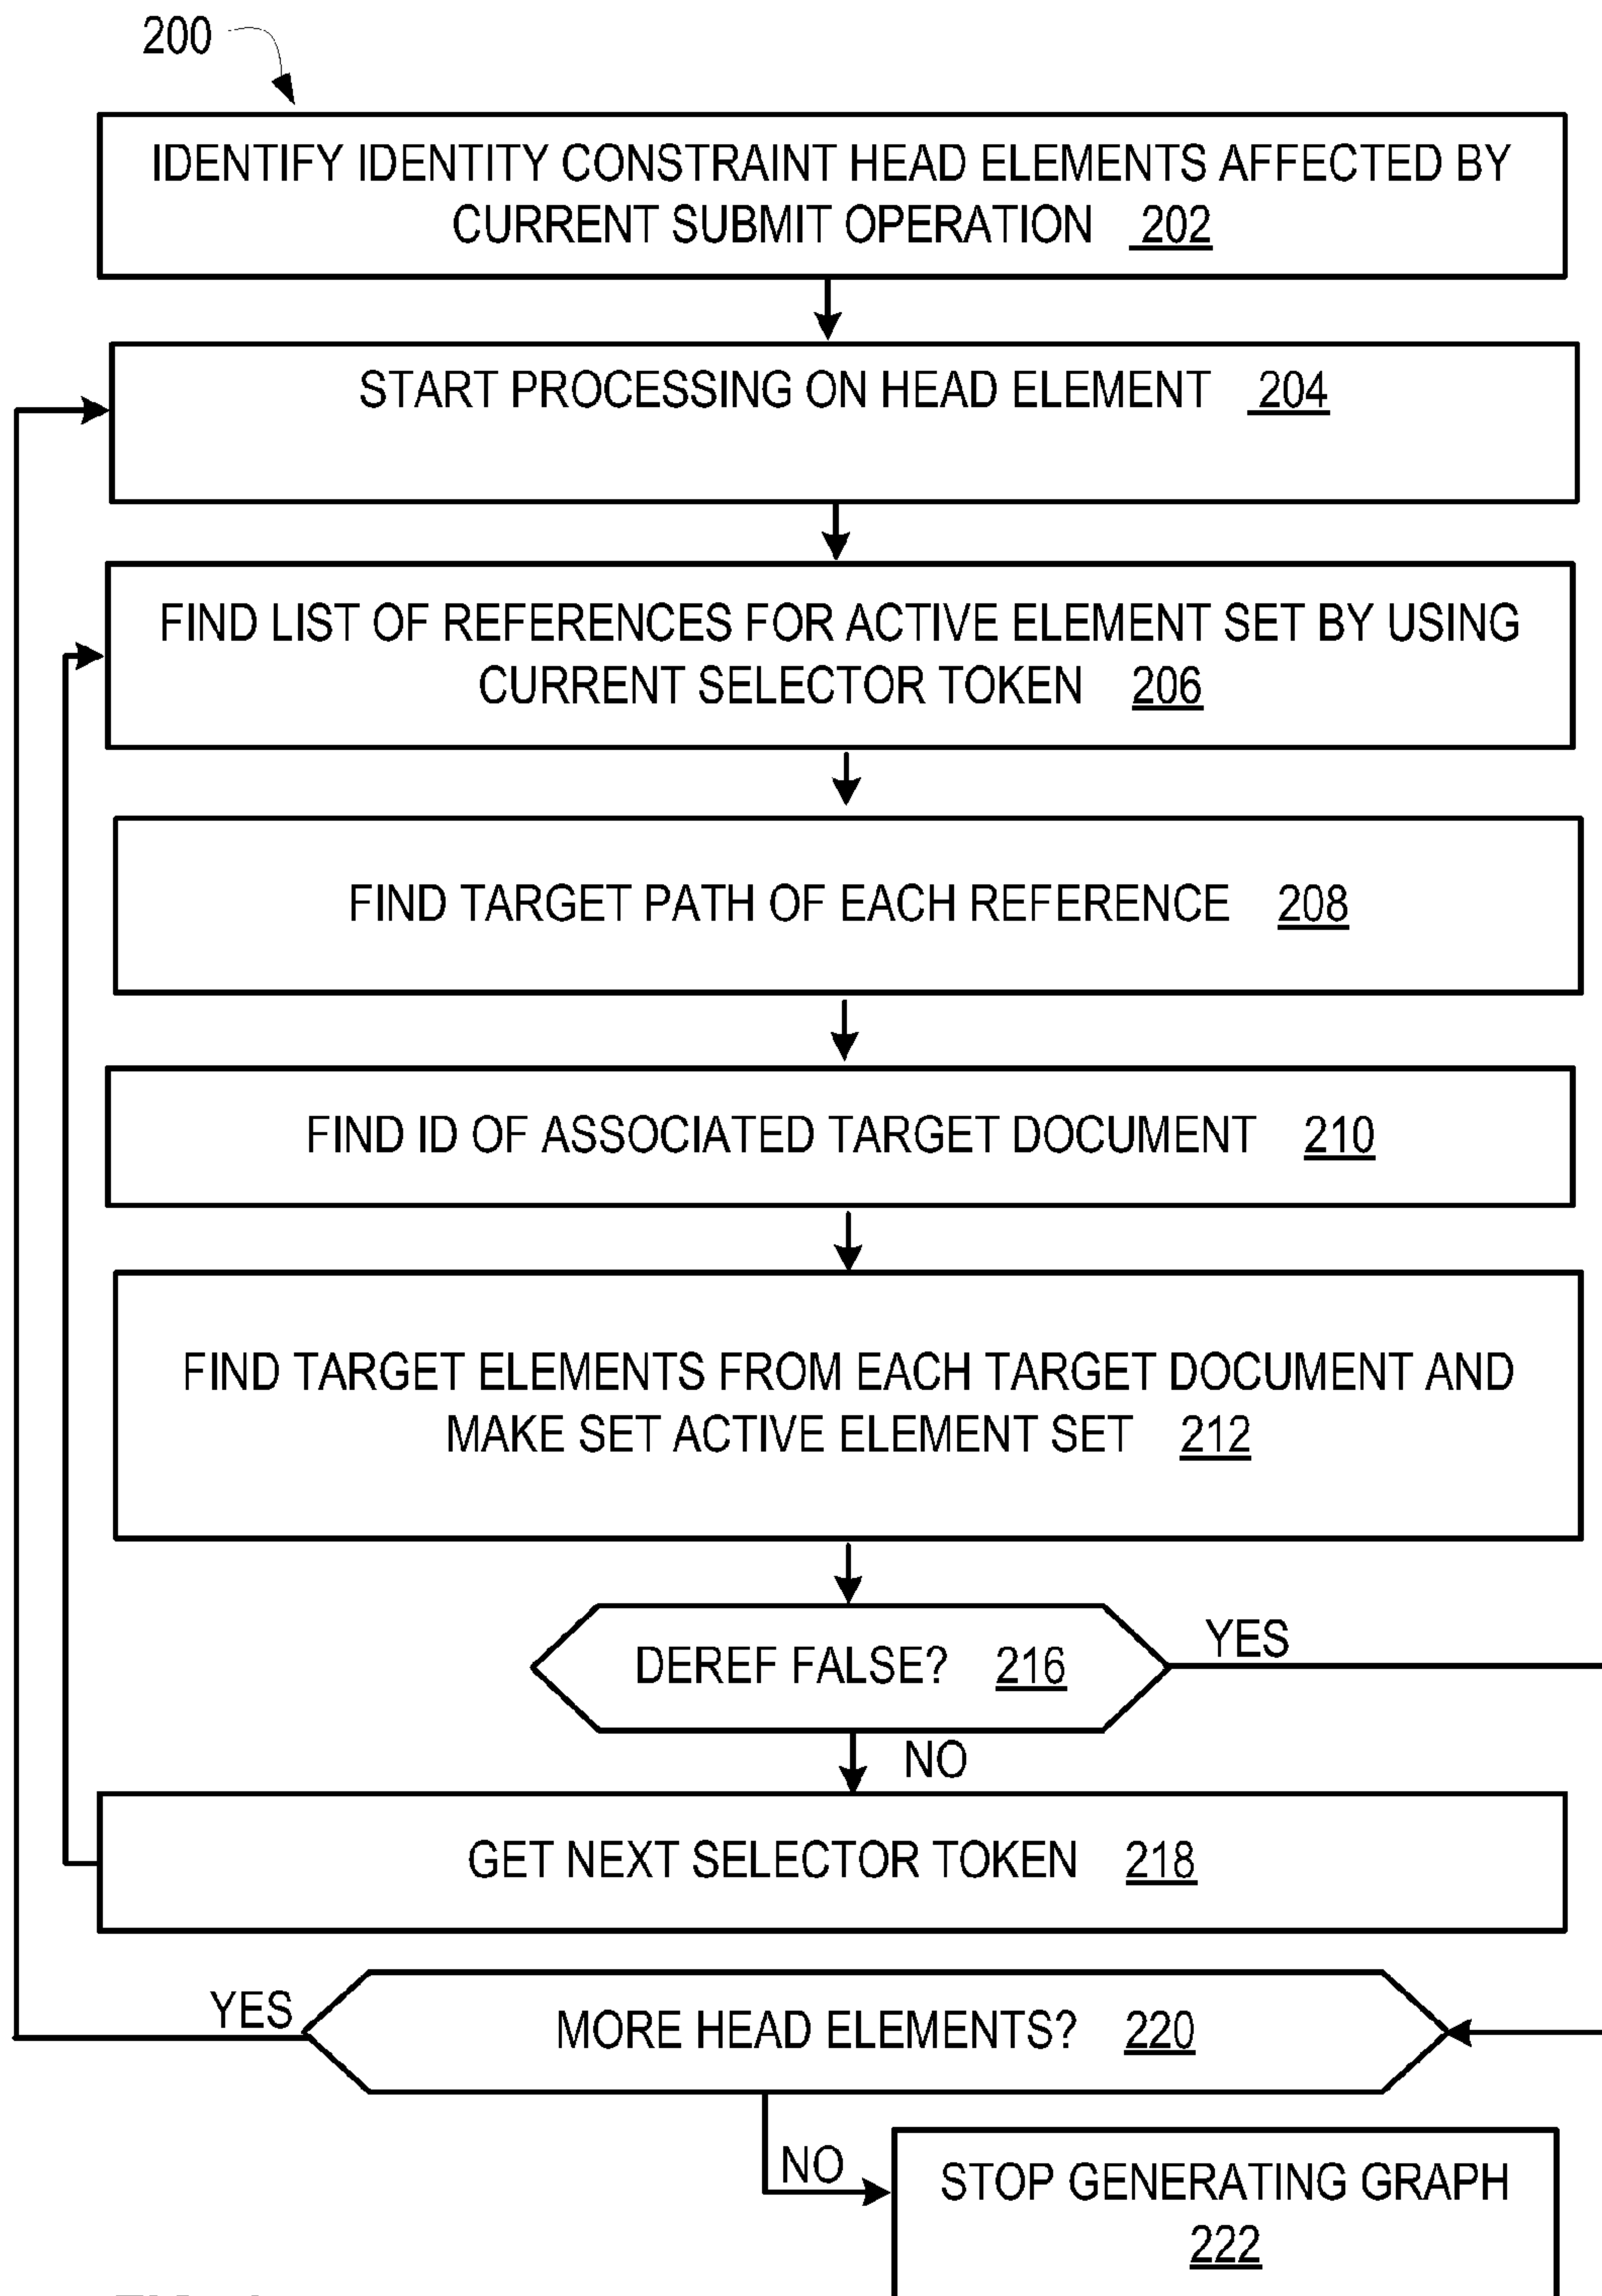 200
IDENTIFY IDENTITY CONSTRAINT HEAD ELEMENTS AFFECTED BY
CURRENT SUBMIT OPERATION 202
START PROCESSING ON HEAD ELEMENT 204
FIND LIST OF REFERENCES FOR ACTIVE ELEMENT SET BY USING
CURRENT SELECTOR TOKEN 206
FIND TARGET PATH OF EACH REFERENCE 208
FIND ID OF ASSOCIATED TARGET DOCUMENT 210
FIND TARGET ELEMENTS FROM EACH TARGET DOCUMENT AND
MAKE SET ACTIVE ELEMENT SET 212
DEREF FALSE? 216
YES
NO
GET NEXT SELECTOR TOKEN 218
YES
MORE HEAD ELEMENTS? 220
NO
STOP GENERATING GRAPH
222